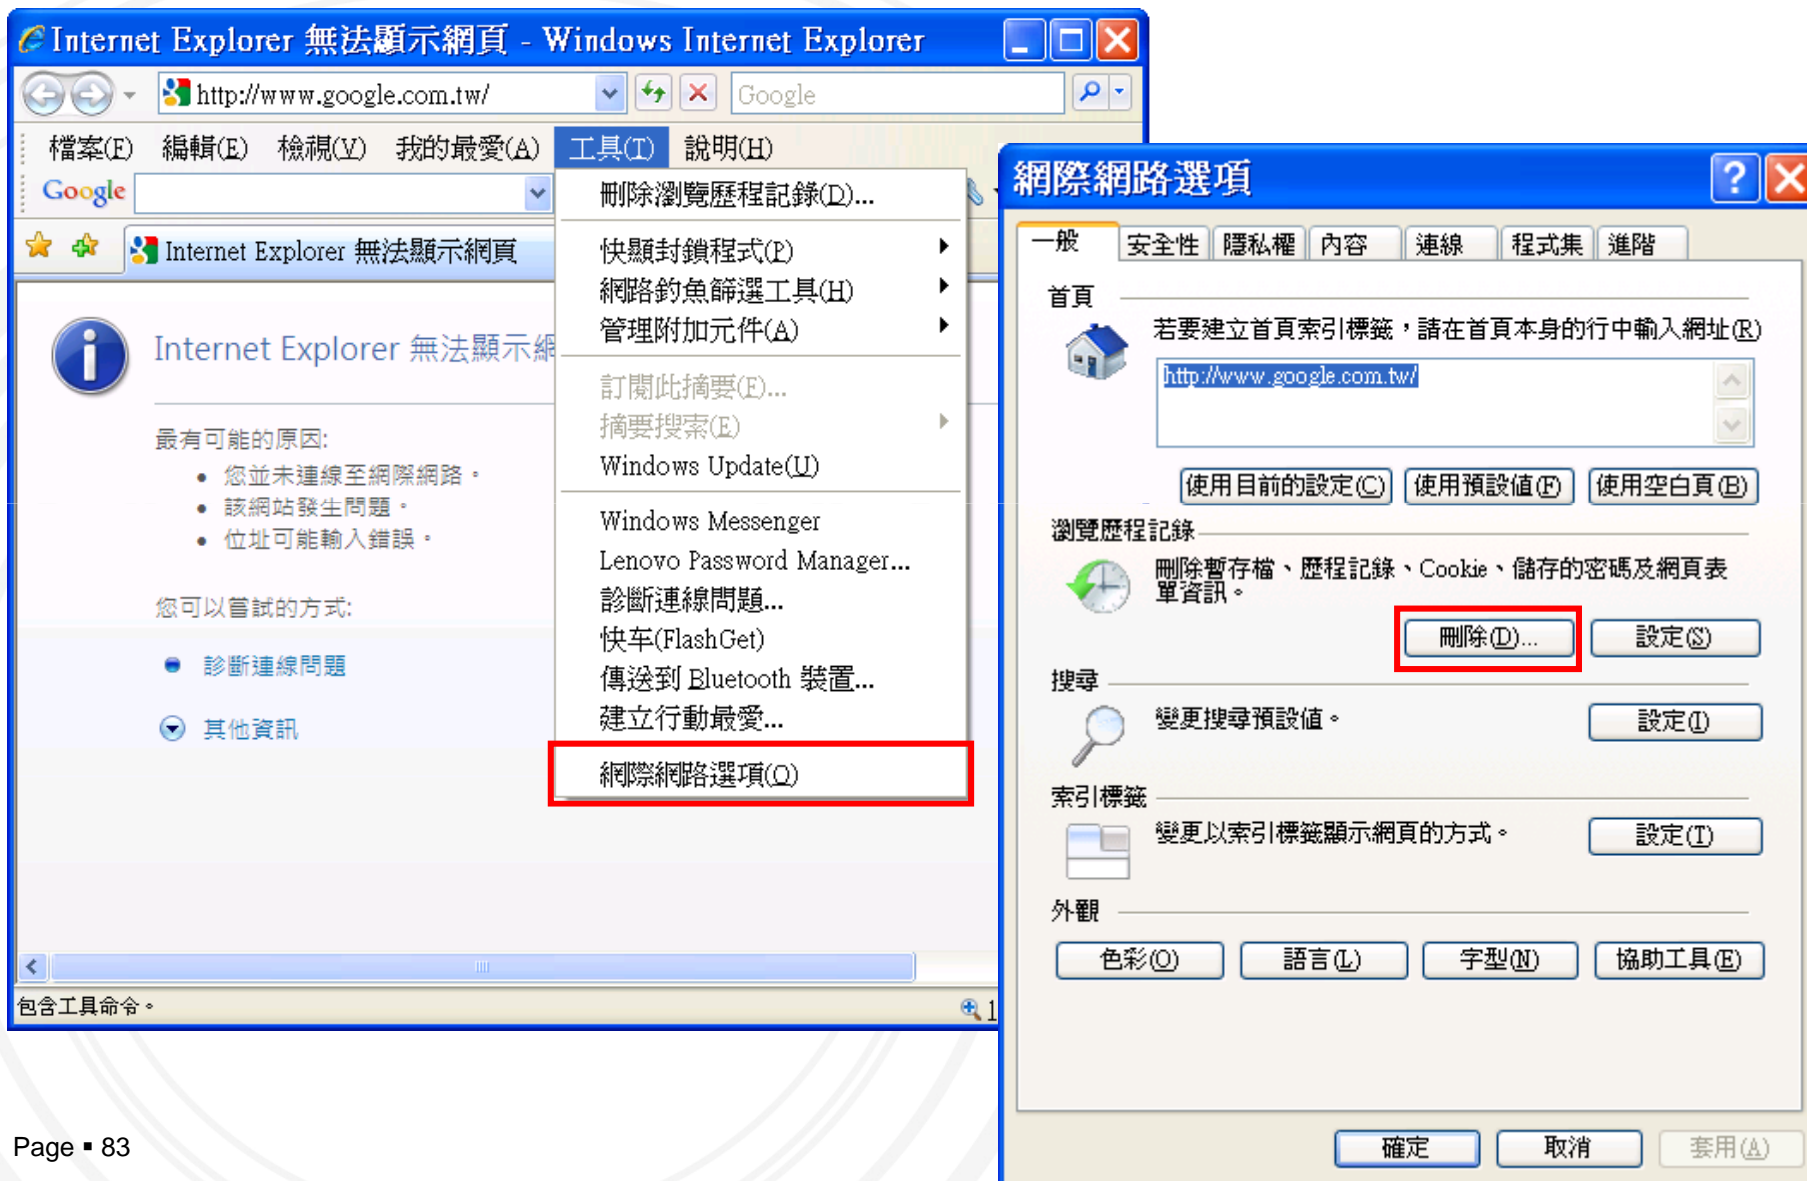 Internet Explorer 無法顯示網頁 - Windows Internet Explorer
http://www.google.com.tw/
Google
檔案(F) 編輯(E) 檢視(V) 我的最愛(A) 工具(T) 說明(H)
Google
Internet Explorer 無法顯示網頁
Internet Explorer 無法顯示網
最有可能的原因:
• 您並未連線至網際網路。
• 該網站發生問題。
• 位址可能輸入錯誤。
您可以嘗試的方式:
診斷連線問題
其他資訊
包含工具命令。
1
刪除瀏覽歷程記錄(D)...
快顯封鎖程式(P)
網路釣魚篩選工具(H)
管理附加元件(A)
訂閱此摘要(F)...
摘要搜索(E)
Windows Update(U)
Windows Messenger
Lenovo Password Manager...
診斷連線問題...
快车(FlashGet)
傳送到 Bluetooth 裝置...
建立行動最愛...
網際網路選項(O)
網際網路選項
一般 安全性 隱私權 內容 連線 程式集 進階
首頁
若要建立首頁索引標籤，請在首頁本身的行中輸入網址(R)
http://www.google.com.tw/
使用目前的設定(C) 使用預設值(F) 使用空白頁(B)
瀏覽歷程記錄
刪除暫存檔、歷程記錄、Cookie、儲存的密碼及網頁表
單資訊。
刪除(D)... 設定(S)
搜尋
變更搜尋預設值。
設定(I)
索引標籤
變更以索引標籤顯示網頁的方式。
設定(T)
外觀
色彩(O) 語言(L) 字型(N) 協助工具(E)
確定 取消 套用(A)
Page ▪ 83